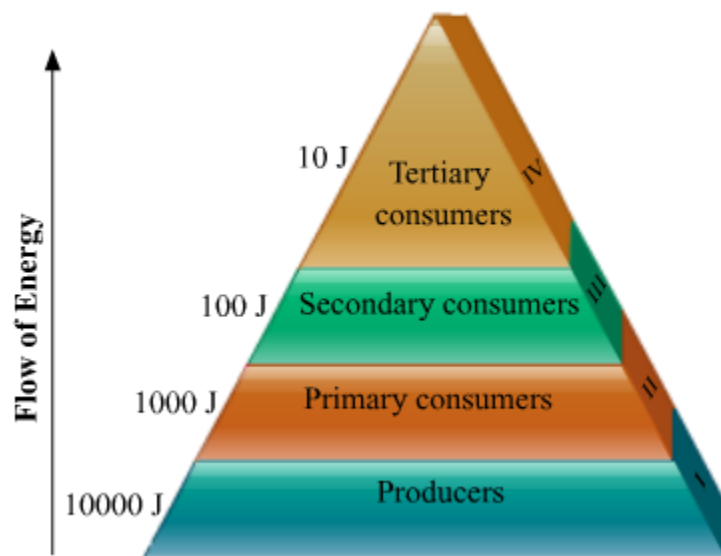 10 J
Tertiary
consumers
IV
100 J
Secondary consumers
III
1000 J
Primary consumers
II
10000 J
Producers
I
Flow of Energy